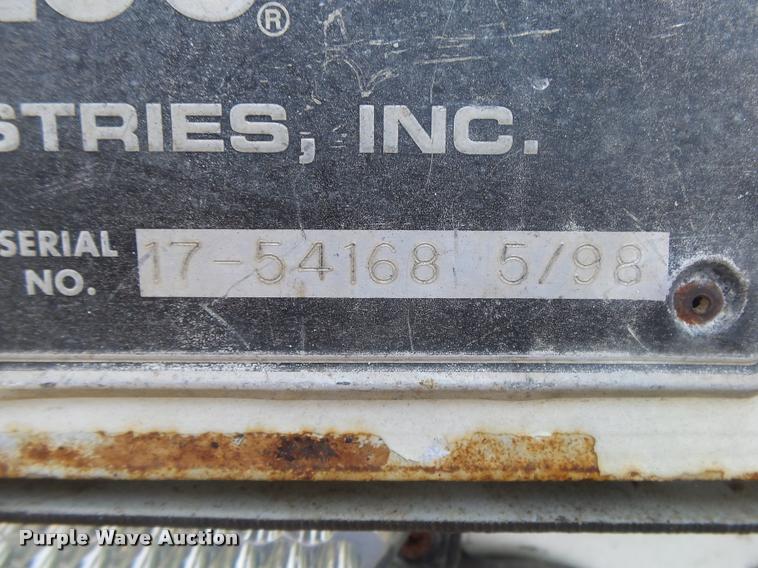 ®
STRIES, INC.
SERIAL NO. 17-54168 5/98
Purple Wave Auction